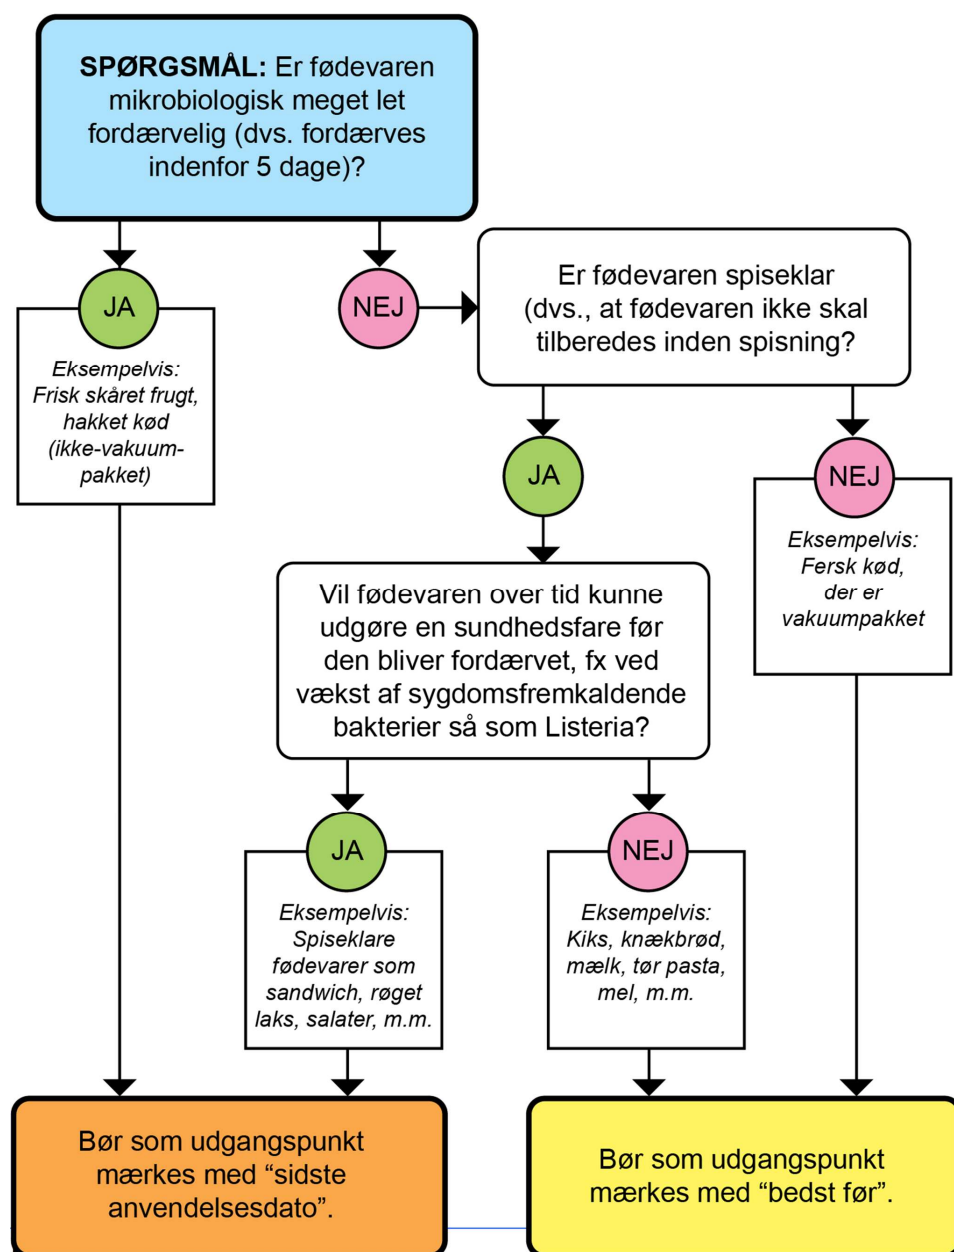 SPØRGSMÅL: Er fødevaren
mikrobiologisk meget let
fordærvelig (dvs. fordærves
indenfor 5 dage)?
JA
Eksempelvis:
Frisk skåret frugt,
hakket kød
(ikke-vakuum-
pakket)
NEJ
Er fødevaren spiseklar
(dvs., at fødevaren ikke skal
tilberedes inden spisning?
JA
NEJ
Eksempelvis:
Fersk kød,
der er
vakuumpakket
Vil fødevaren over tid kunne
udgøre en sundhedsfare før
den bliver fordærvet, fx ved
vækst af sygdomsfremkaldende
bakterier så som Listeria?
JA
Eksempelvis:
Spiseklare
fødevarer som
sandwich, røget
laks, salater, m.m.
NEJ
Eksempelvis:
Kiks, knækbrød,
mælk, tør pasta,
mel, m.m.
Bør som udgangspunkt
mærkes med “sidste
anvendelsesdato”.
Bør som udgangspunkt
mærkes med “bedst før”.